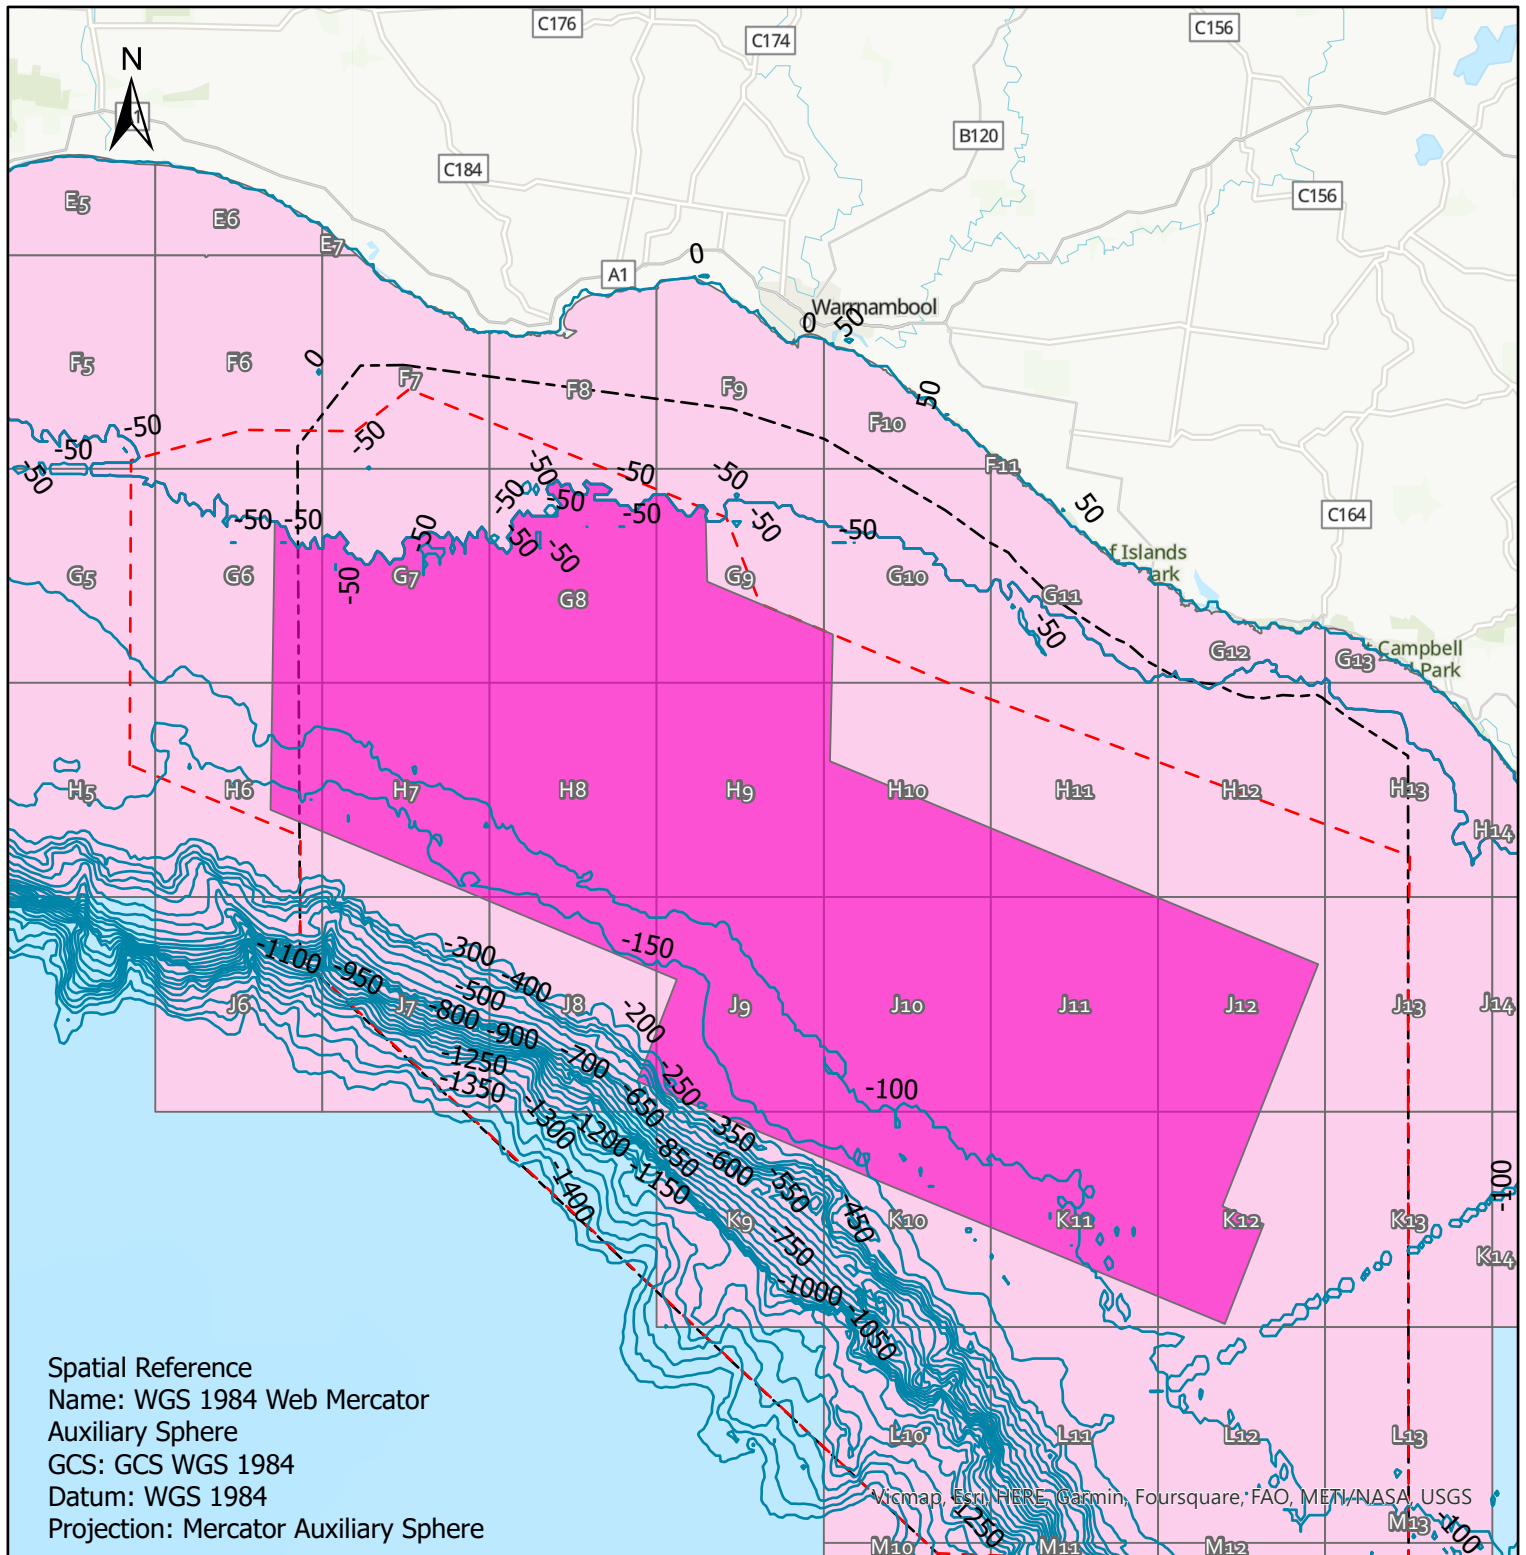 C176
C174
C156
N
B120
C184
C156
E5
E6
E7
0
A1
Warrnambool
0
50
0
F5
F6
F7
F8
F9
50
F10
-50
-50
-50
-50
F11
-50
-50
-50
-50
-50
50
C164
-50
-50
-50
-50
-50
-50
-50
-50
-50
f Islands
ark
-50
G5
G6
G7
G8
G9
G10
G11
-50
G12
G13
t Campbell
Park
H5
H6
H7
H8
H9
H10
H11
H12
H13
H14
-150
-300
-1100
-950
-400
-500
J6
J7
J8
J9
J10
J11
J12
J13
J14
-200
-800
-900
-1250
-700
-250
-1350
-100
-650
-1300
-350
-1200
-850
-600
-1150
-1400
-550
-450
-100
K9
K10
K11
K12
K13
K14
-750
-1000
-1050
Spatial Reference
Name: WGS 1984 Web Mercator
Auxiliary Sphere
GCS: GCS WGS 1984
Datum: WGS 1984
Projection: Mercator Auxiliary Sphere
L10
L11
L12
L13
Vicmap, Esri, HERE, Garmin, Foursquare, FAO, METI/NASA, USGS
1250
M13
-100
M10
M11
M12